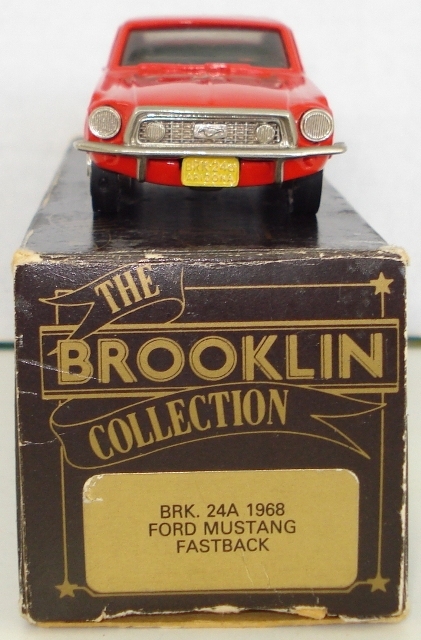 THE
BROOKLIN
COLLECTION
BRK. 24A 1968
FORD MUSTANG
FASTBACK